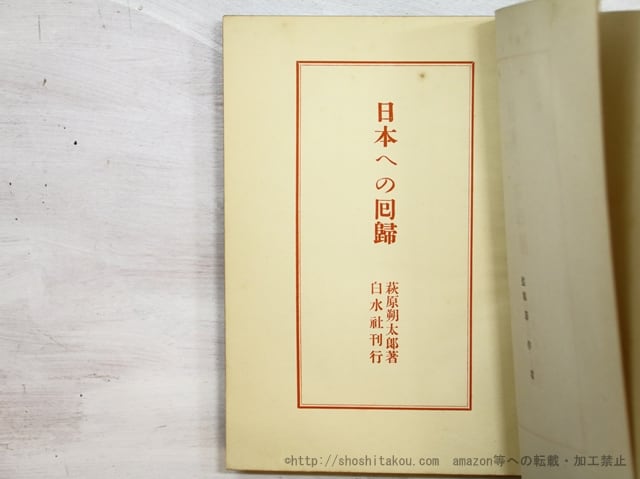 日本への囘歸
萩原朔太郎著
白水社刊行
©http://shoshitakou.com amazon等への転載・加工禁止